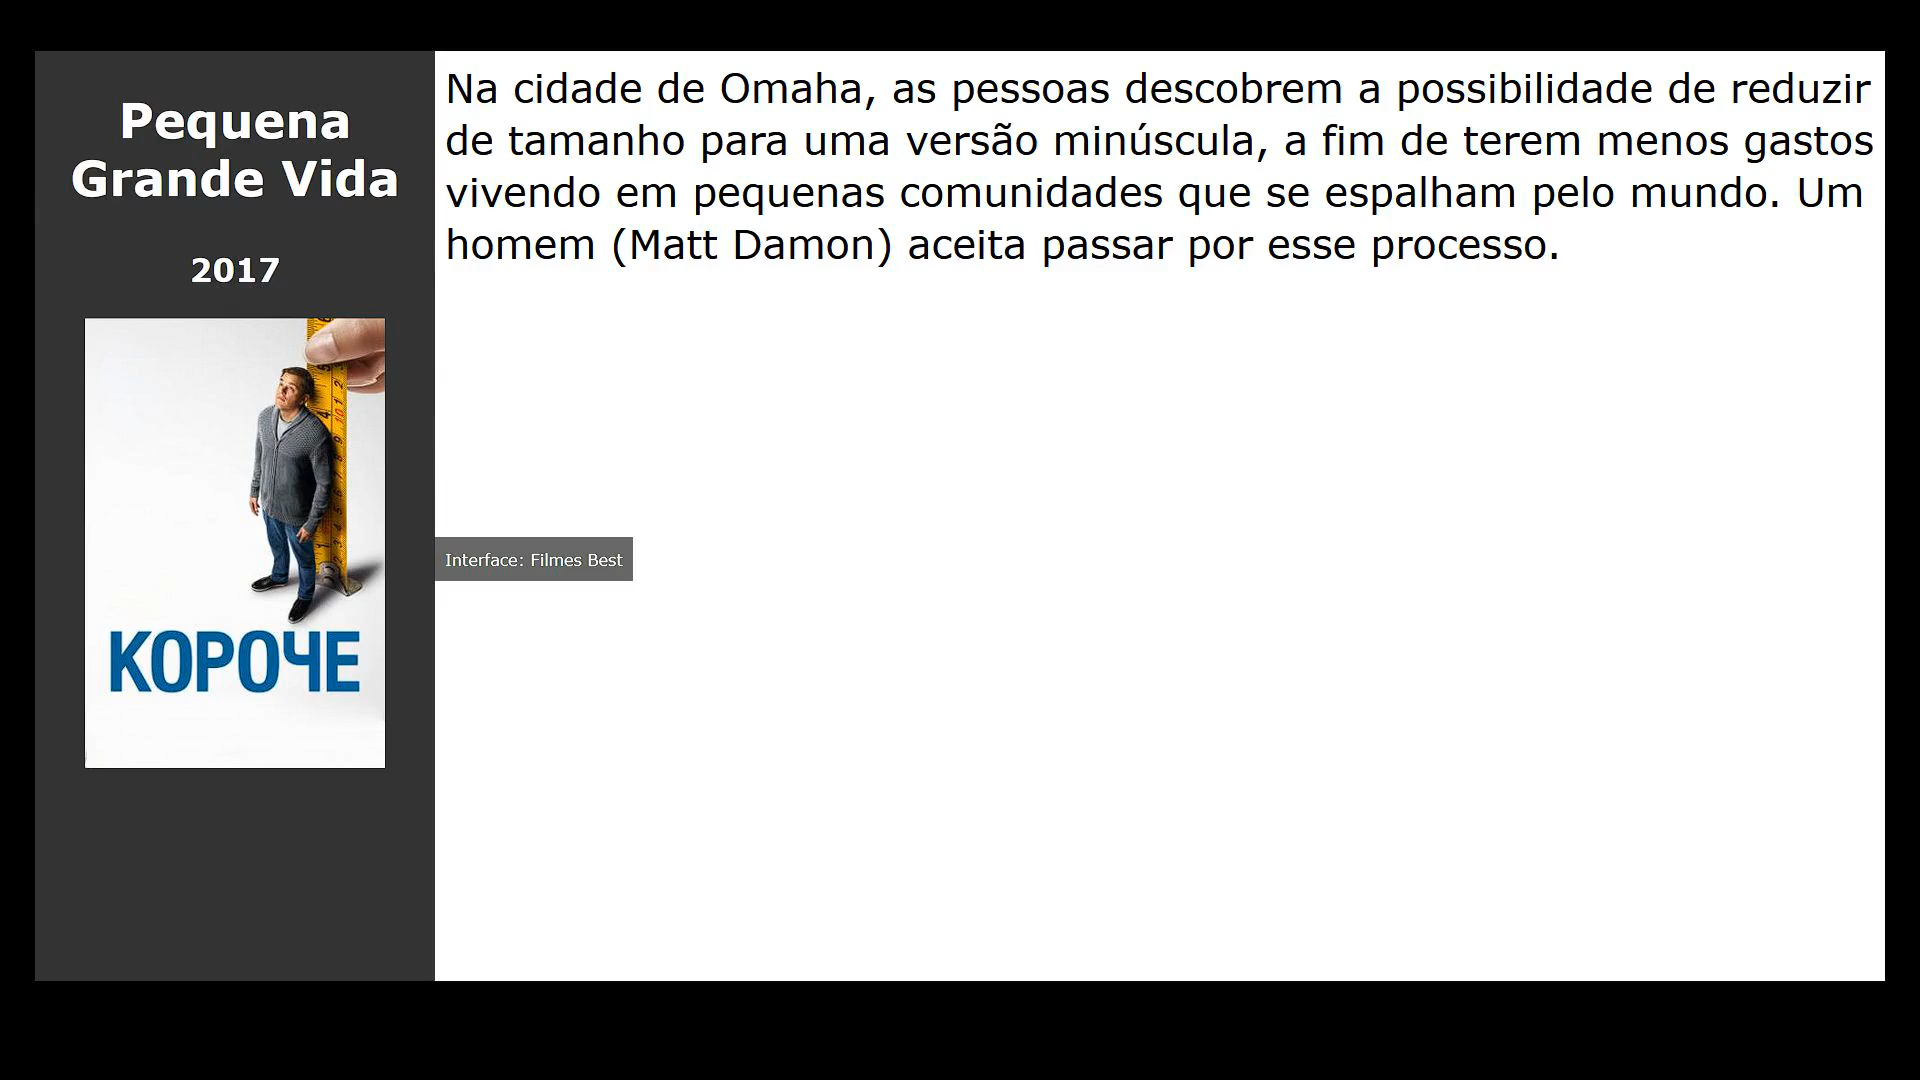 Pequena
Grande Vida
2017
КОРОЧЕ
Na cidade de Omaha, as pessoas descobrem a possibilidade de reduzir
de tamanho para uma versão minúscula, a fim de terem menos gastos
vivendo em pequenas comunidades que se espalham pelo mundo. Um
homem (Matt Damon) aceita passar por esse processo.
Interface: Filmes Best